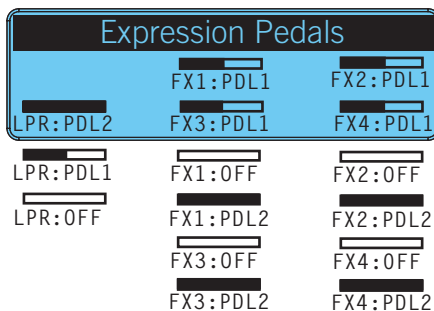 Expression Pedals
FX1:PDL1 FX2:PDL1
LPR:PDL2 FX3:PDL1 FX4:PDL1
LPR:PDL1 FX1:OFF FX2:OFF
LPR:OFF FX1:PDL2 FX2:PDL2
FX3:OFF FX4:OFF
FX3:PDL2 FX4:PDL2